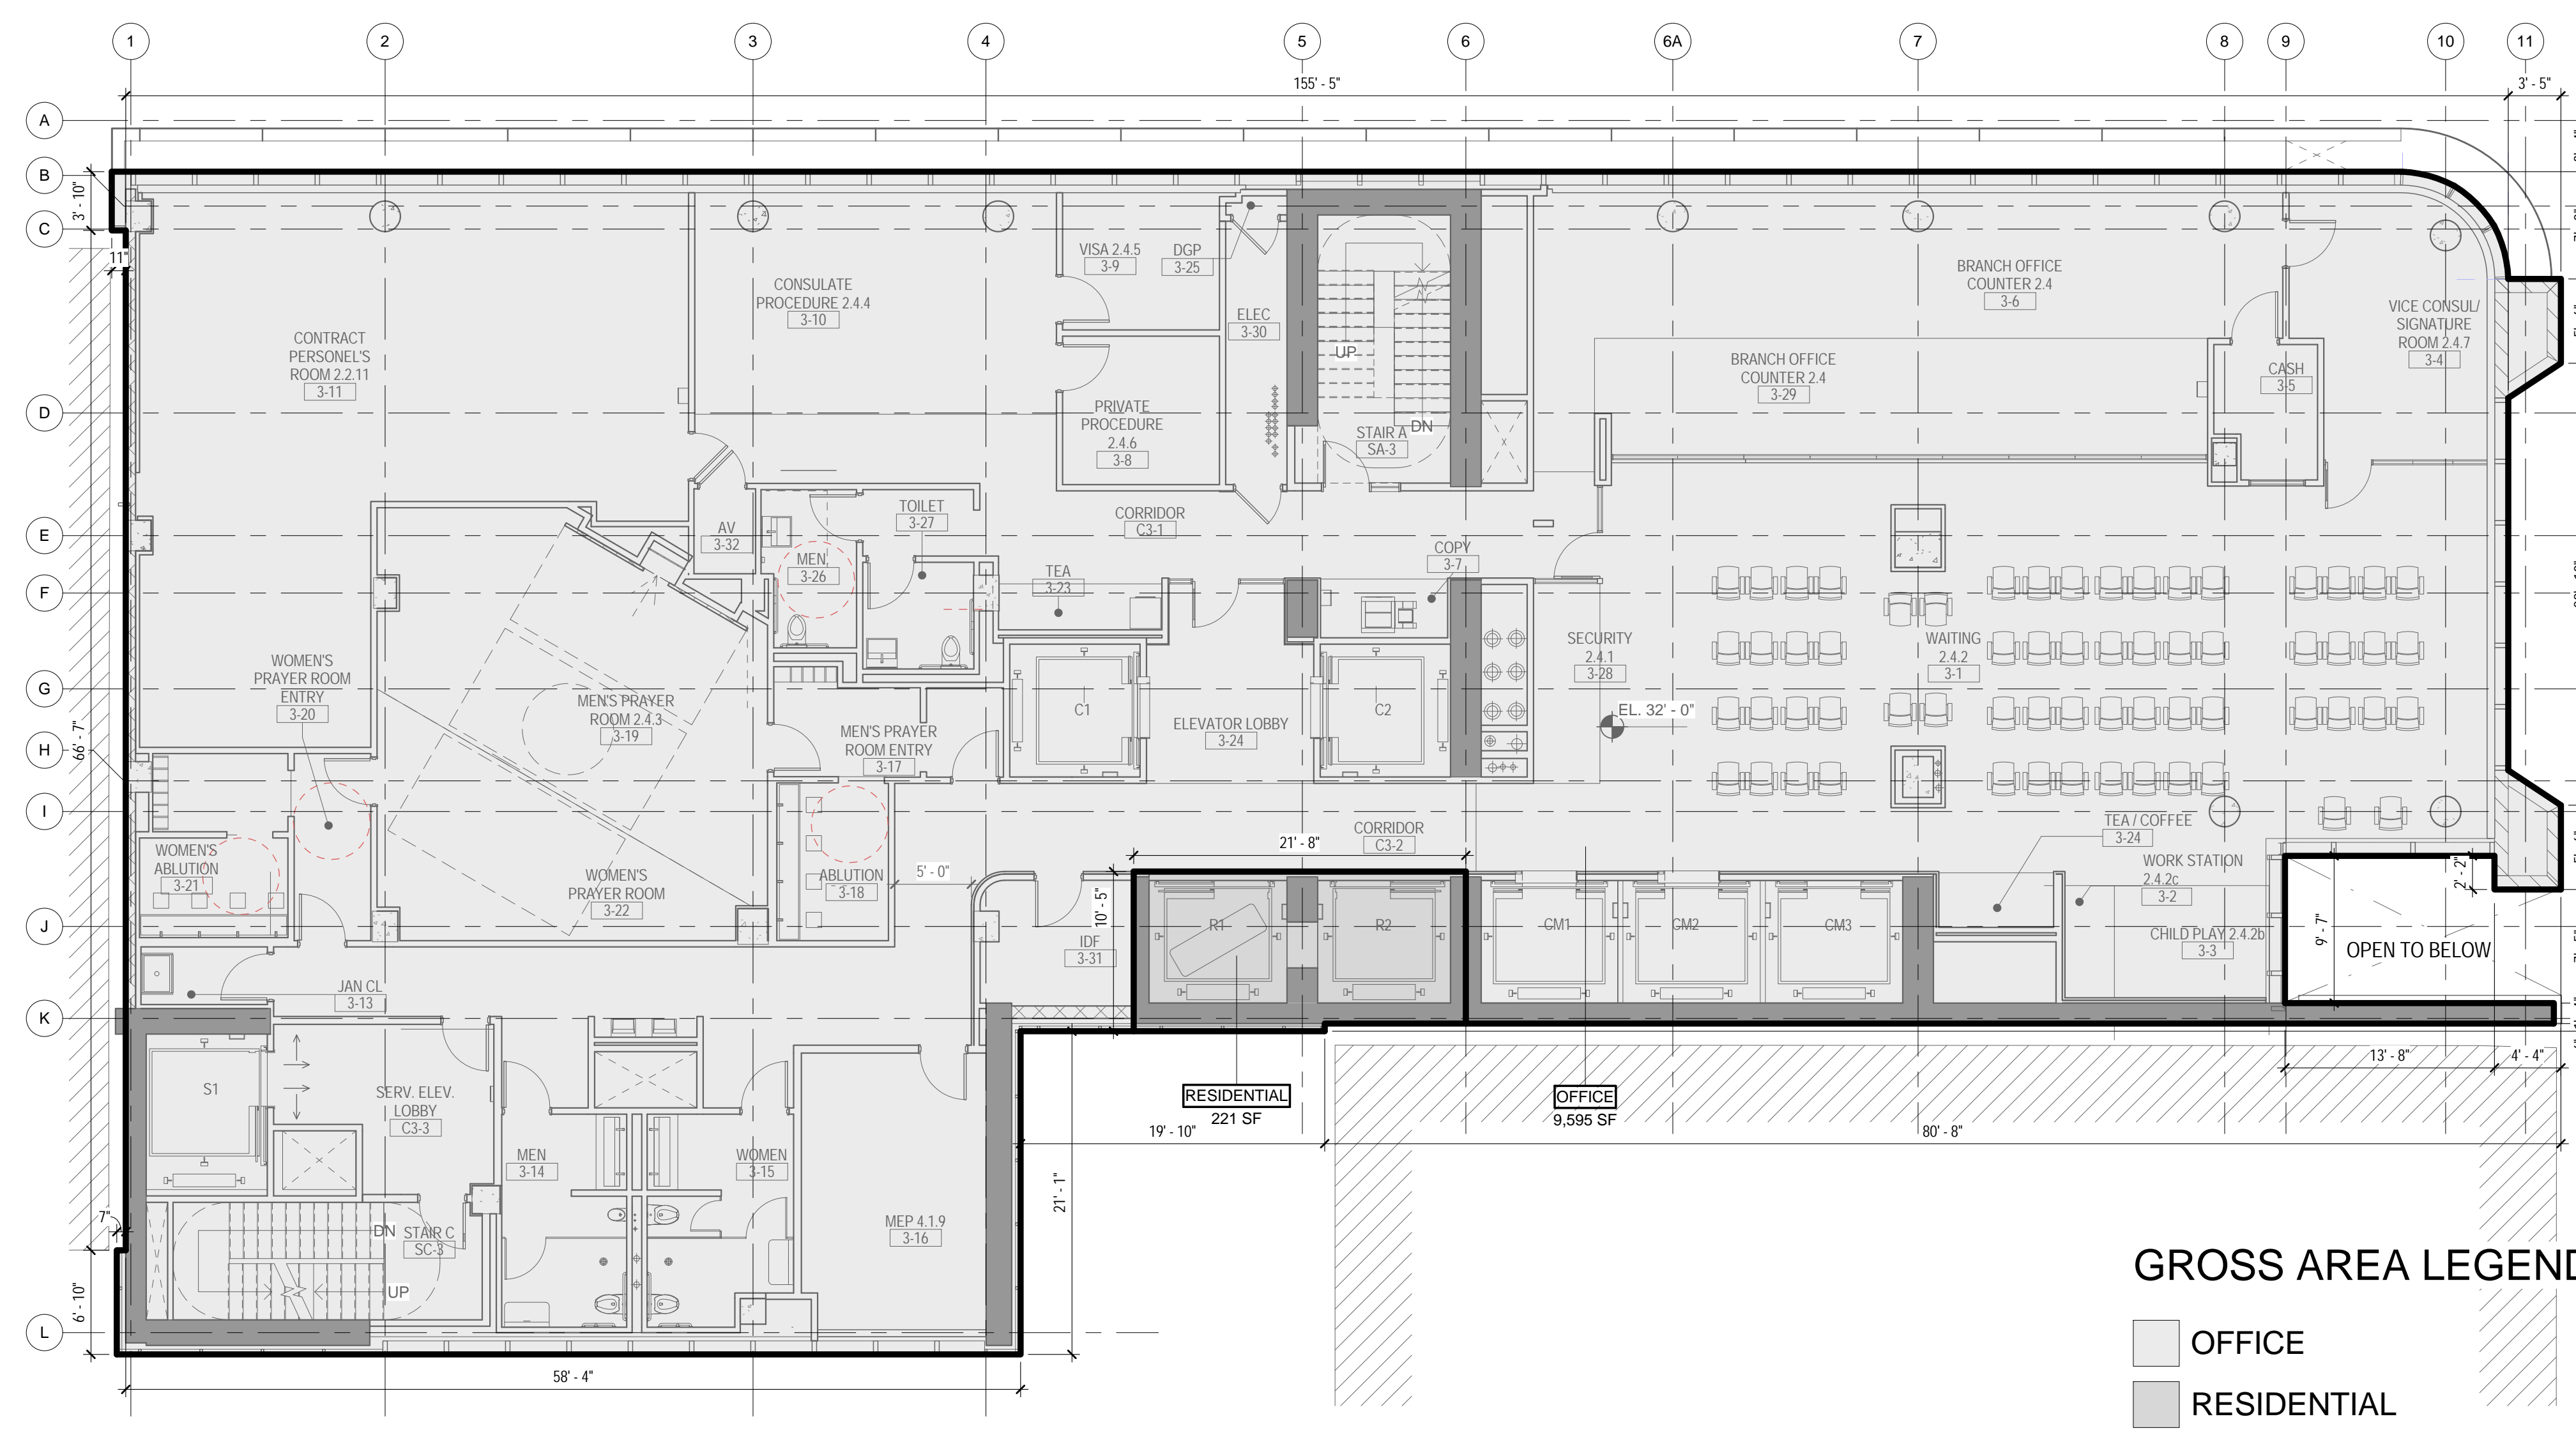 1 2 3 4 5 6 6A 7 8 9 10 11
155' - 5"
3' - 5"
A
B
C
D
E
F
G
H
I
J
K
L
3' - 10"
11"
66' - 7"
7"
6' - 10"
CONTRACT
PERSONEL'S
ROOM 2.2.11
3-11
CONSULATE
PROCEDURE 2.4.4
3-10
VISA 2.4.5
3-9
DGP
3-25
ELEC
3-30
PRIVATE
PROCEDURE
2.4.6
3-8
UP
DN
STAIR A
SA-3
BRANCH OFFICE
COUNTER 2.4
3-6
BRANCH OFFICE
COUNTER 2.4
3-29
CASH
3-5
VICE CONSUL/
SIGNATURE
ROOM 2.4.7
3-4
AV
3-32
TOILET
3-27
MEN
3-26
CORRIDOR
C3-1
TEA
3-23
COPY
3-7
SECURITY
2.4.1
3-28
WAITING
2.4.2
3-1
EL. 32' - 0"
WOMEN'S
PRAYER ROOM
ENTRY
3-20
MEN'S PRAYER
ROOM 2.4.3
3-19
MEN'S PRAYER
ROOM ENTRY
3-17
C1
ELEVATOR LOBBY
3-24
C2
WOMEN'S
ABLUTION
3-21
WOMEN'S
PRAYER ROOM
3-22
ABLUTION
3-18
5' - 0"
21' - 8"
CORRIDOR
C3-2
10' - 5"
IDF
3-31
R1
R2
CM1
CM2
CM3
TEA / COFFEE
3-24
WORK STATION
2.4.2c
3-2
CHILD PLAY 2.4.2b
3-3
2' - 2"
9' - 7"
OPEN TO BELOW
13' - 8"
4' - 4"
JAN CL
3-13
S1
SERV. ELEV.
LOBBY
C3-3
DN
STAIR C
SC-3
UP
MEN
3-14
WOMEN
3-15
MEP 4.1.9
3-16
21' - 1"
RESIDENTIAL
221 SF
OFFICE
9,595 SF
19' - 10"
80' - 8"
58' - 4"
GROSS AREA LEGEND
OFFICE
RESIDENTIAL